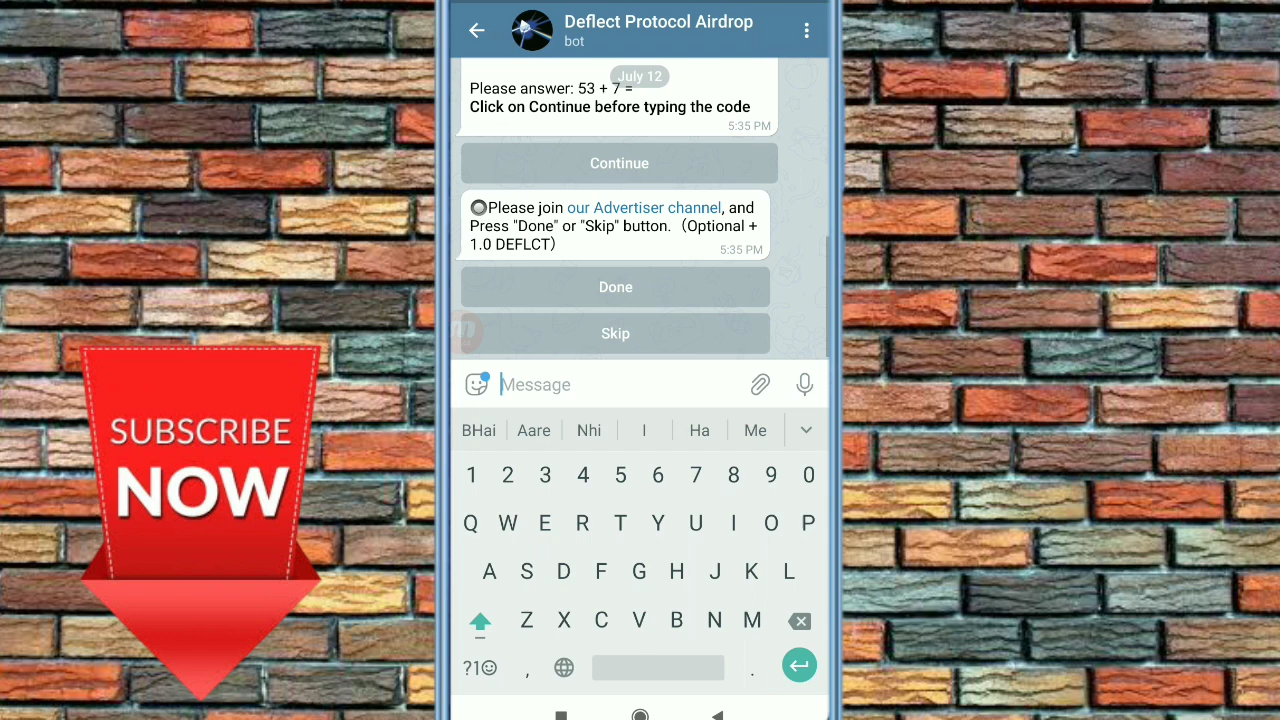 Deflect Protocol Airdrop
bot
July 12
Please answer: 53 + 7 =
Click on Continue before typing the code
5:35 PM
Continue
Please join our Advertiser channel, and
Press "Done" or "Skip" button. (Optional +
1.0 DEFLCT)
5:35 PM
Done
Skip
Message
BHai Aare Nhi I Ha Me
1 2 3 4 5 6 7 8 9 0
Q W E R T Y U I O P
A S D F G H J K L
Z X C V B N M
?1☺ , .
SUBSCRIBE
NOW